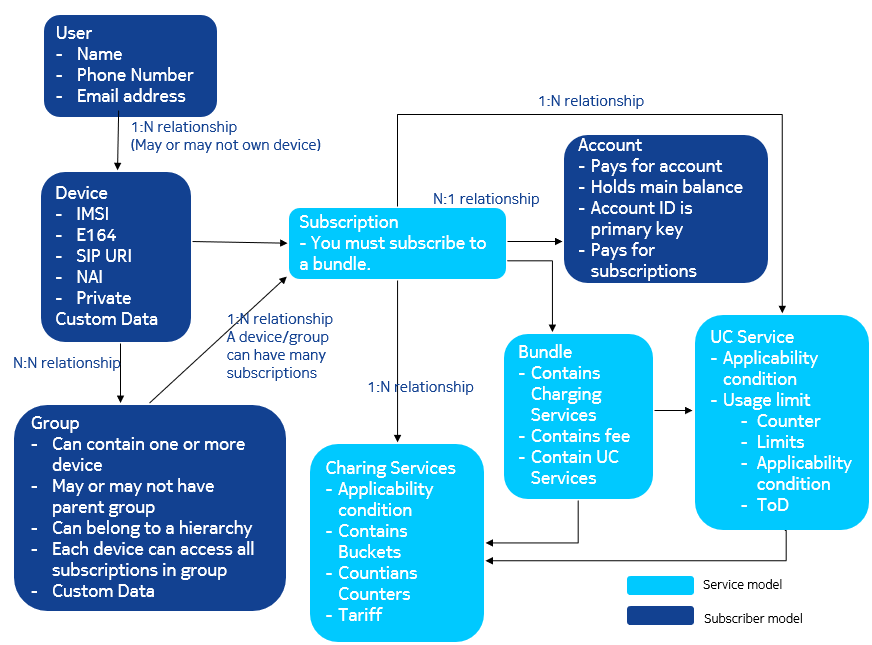 User
- Name
- Phone Number
- Email address
1:N relationship
(May or may not own device)
1:N relationship
Account
- Pays for account
- Holds main balance
- Account ID is
primary key
- Pays for
subscriptions
Device
- IMSI
- E164
- SIP URI
- NAI
- Private
Custom Data
N:1 relationship
Subscription
- You must subscribe to
a bundle.
N:N relationship
1:N relationship
A device/group
can have many
subscriptions
1:N relationship
Bundle
- Contains
Charging
Services
- Contains fee
- Contain UC
Services
UC Service
- Applicability
condition
- Usage limit
- Counter
- Limits
- Applicability
condition
- ToD
Group
- Can contain one or more
device
- May or may not have
parent group
- Can belong to a hierarchy
- Each device can access all
subscriptions in group
- Custom Data
Charing Services
- Applicability
condition
- Contains
Buckets
- Countians
Counters
- Tariff
Service model
Subscriber model